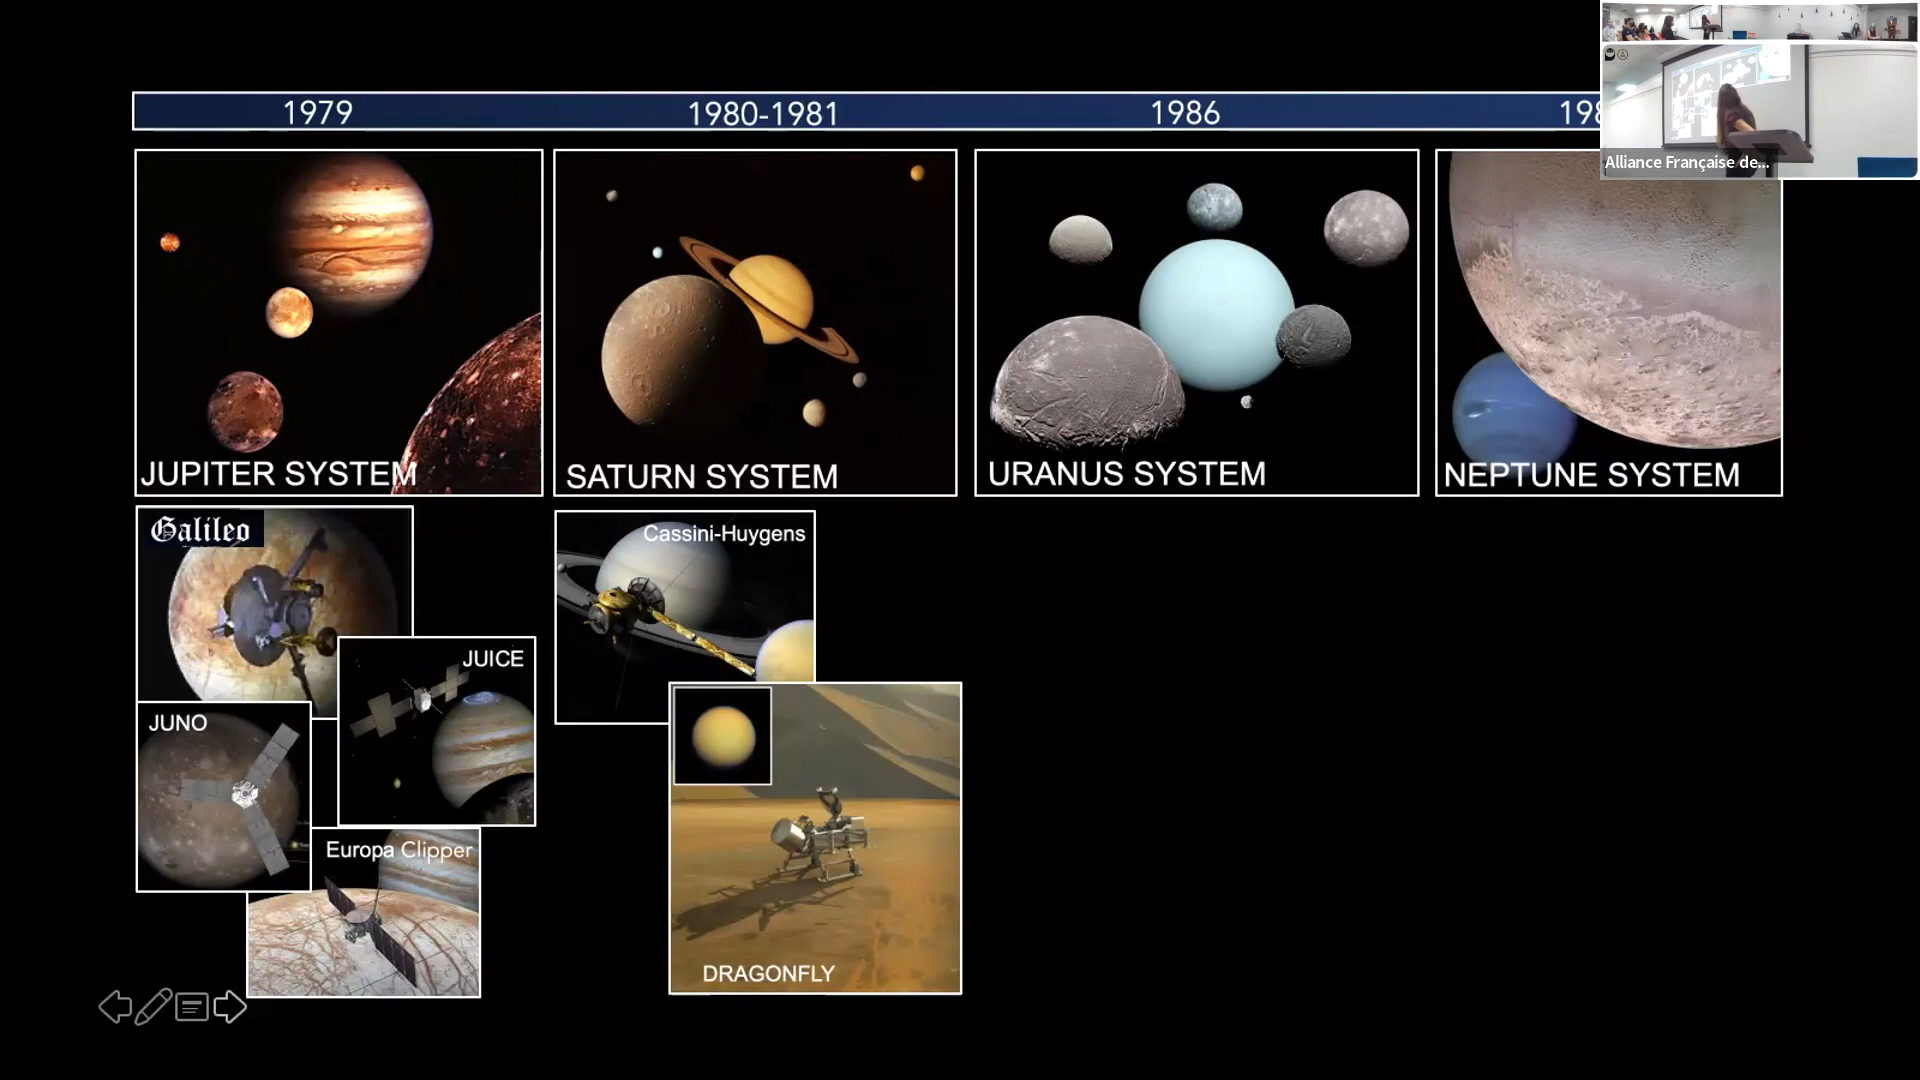 1979
1980-1981
1986
198
Alliance Française de...
JUPITER SYSTEM
SATURN SYSTEM
URANUS SYSTEM
NEPTUNE SYSTEM
Galileo
Cassini-Huygens
JUICE
JUNO
Europa Clipper
DRAGONFLY